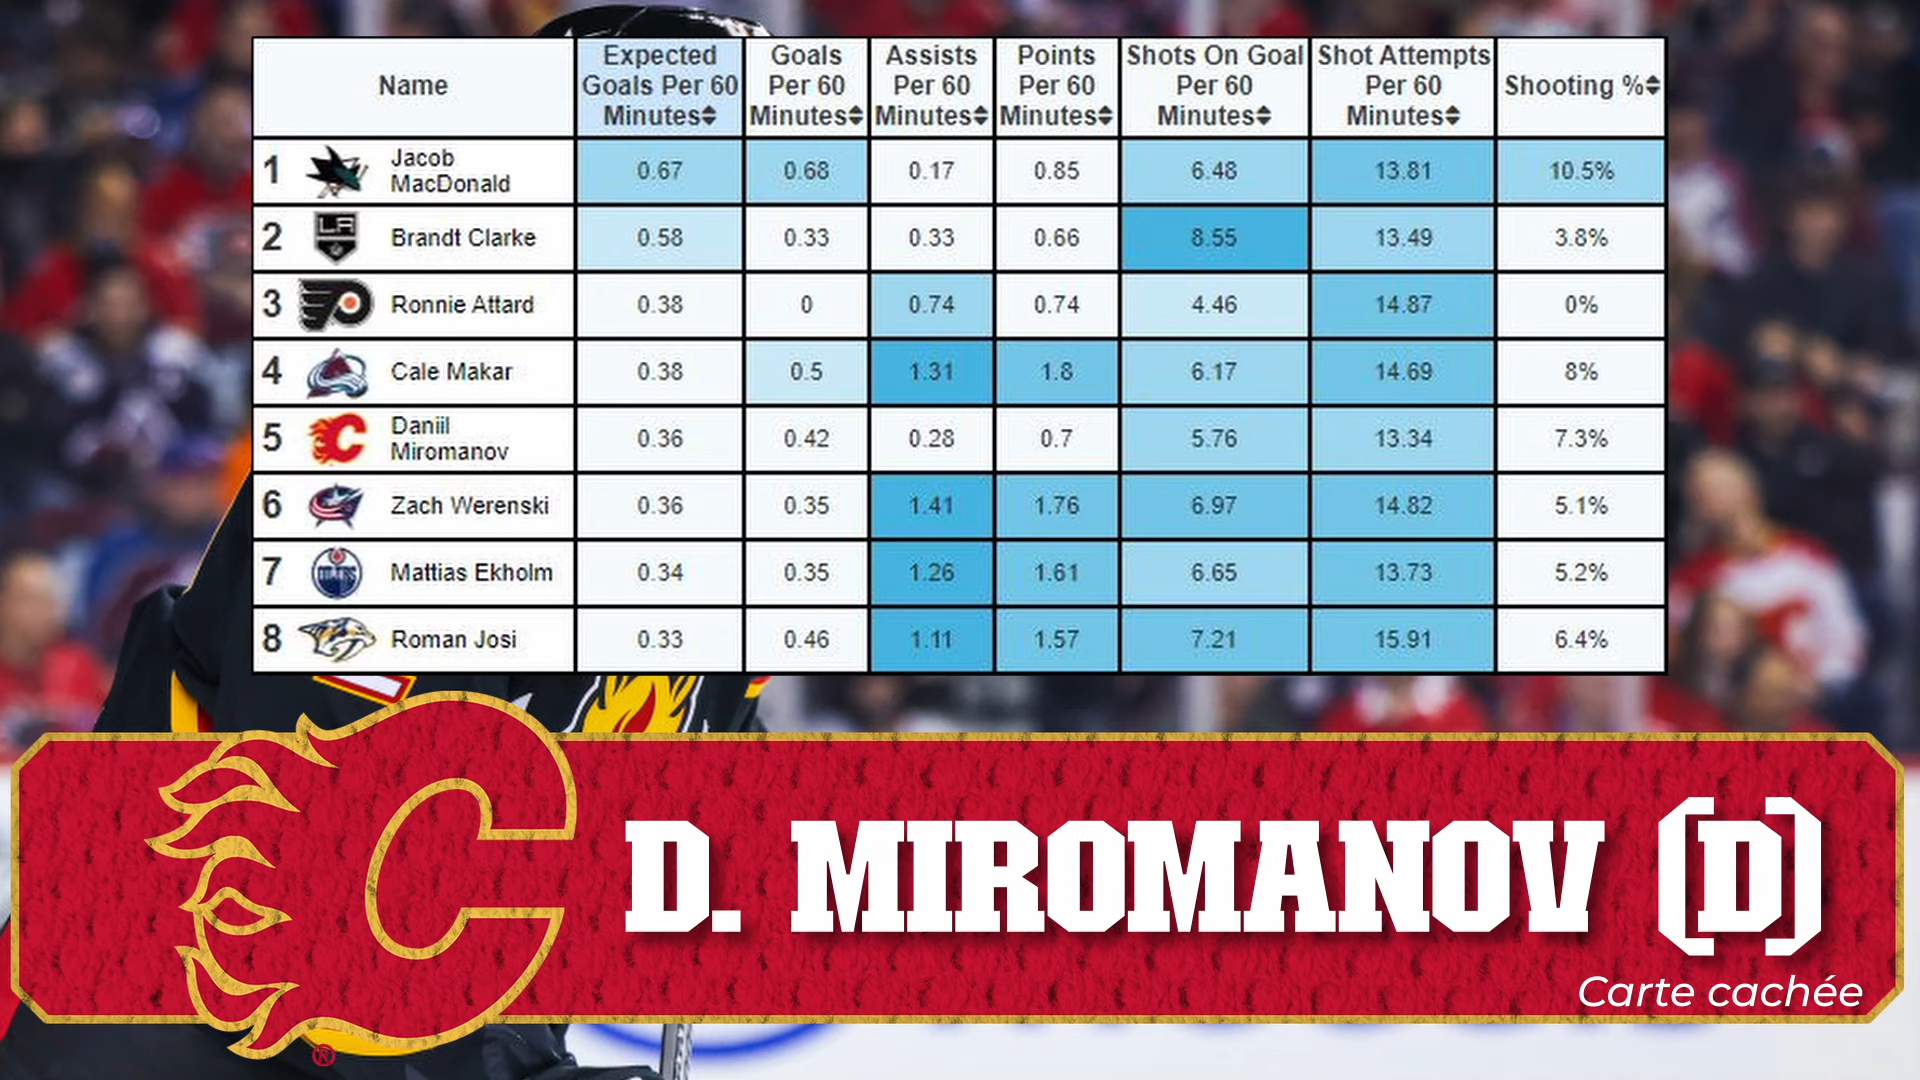 Name Expected Goals Per 60 Minutes Goals Per 60 Minutes Assists Per 60 Minutes Points Per 60 Minutes Shots On Goal Per 60 Minutes Shot Attempts Per 60 Minutes Shooting %
1 Jacob MacDonald 0.67 0.68 0.17 0.85 6.48 13.81 10.5%
2 LA Brandt Clarke 0.58 0.33 0.33 0.66 8.55 13.49 3.8%
3 Ronnie Attard 0.38 0 0.74 0.74 4.46 14.87 0%
4 Cale Makar 0.38 0.5 1.31 1.8 6.17 14.69 8%
5 Daniil Miromanov 0.36 0.42 0.28 0.7 5.76 13.34 7.3%
6 Zach Werenski 0.36 0.35 1.41 1.76 6.97 14.82 5.1%
7 OILERS Mattias Ekholm 0.34 0.35 1.26 1.61 6.65 13.73 5.2%
8 Roman Josi 0.33 0.46 1.11 1.57 7.21 15.91 6.4%
C
D. MIROMANOV (D)
Carte cachée
®